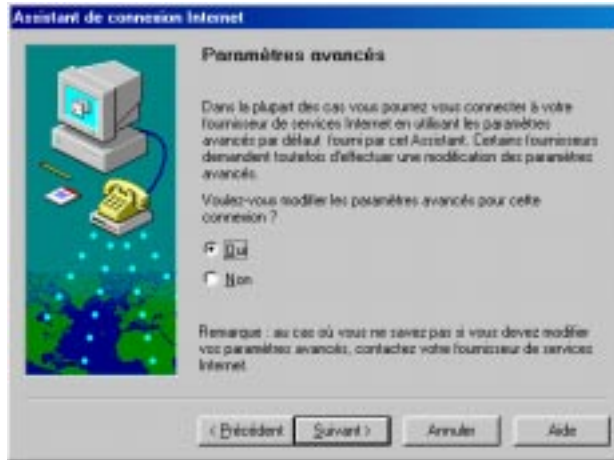 Assistant de connexion Internet
Paramètres avancés
Dans la plupart des cas vous pourrez vous connecter à votre
fournisseur de services Internet en utilisant les paramètres
avancés par défaut fourni par cet Assistant. Certains fournisseurs
demandent toutefois d'effectuer une modification des paramètres
avancés.
Voulez-vous modifier les paramètres avancés pour cette
connexion ?
Oui
Non
Remarque : au cas où vous ne savez pas si vous devez modifier
vos paramètres avancés, contactez votre fournisseur de services
Internet.
< Précédent
Suivant >
Annuler
Aide